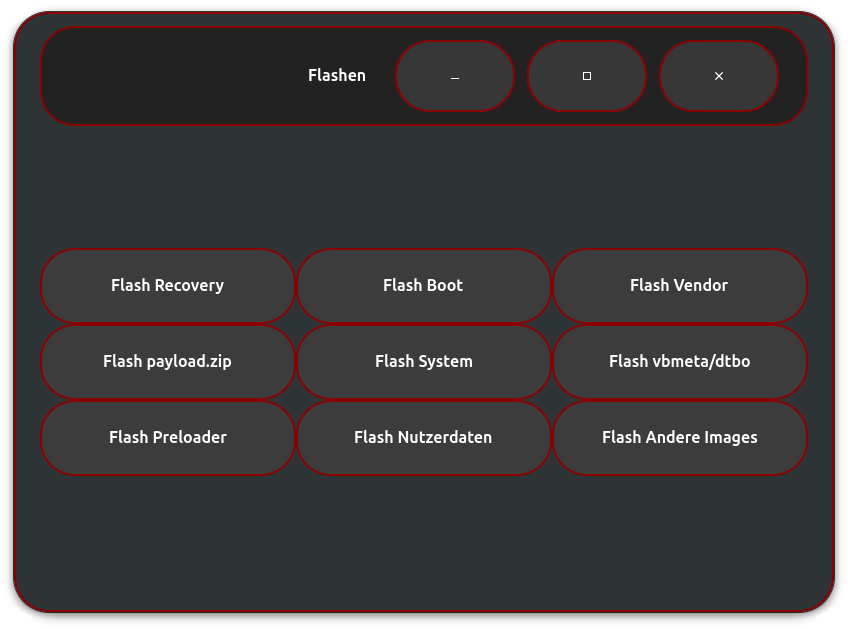 Flashen
Flash Recovery
Flash Boot
Flash Vendor
Flash payload.zip
Flash System
Flash vbmeta/dtbo
Flash Preloader
Flash Nutzerdaten
Flash Andere Images